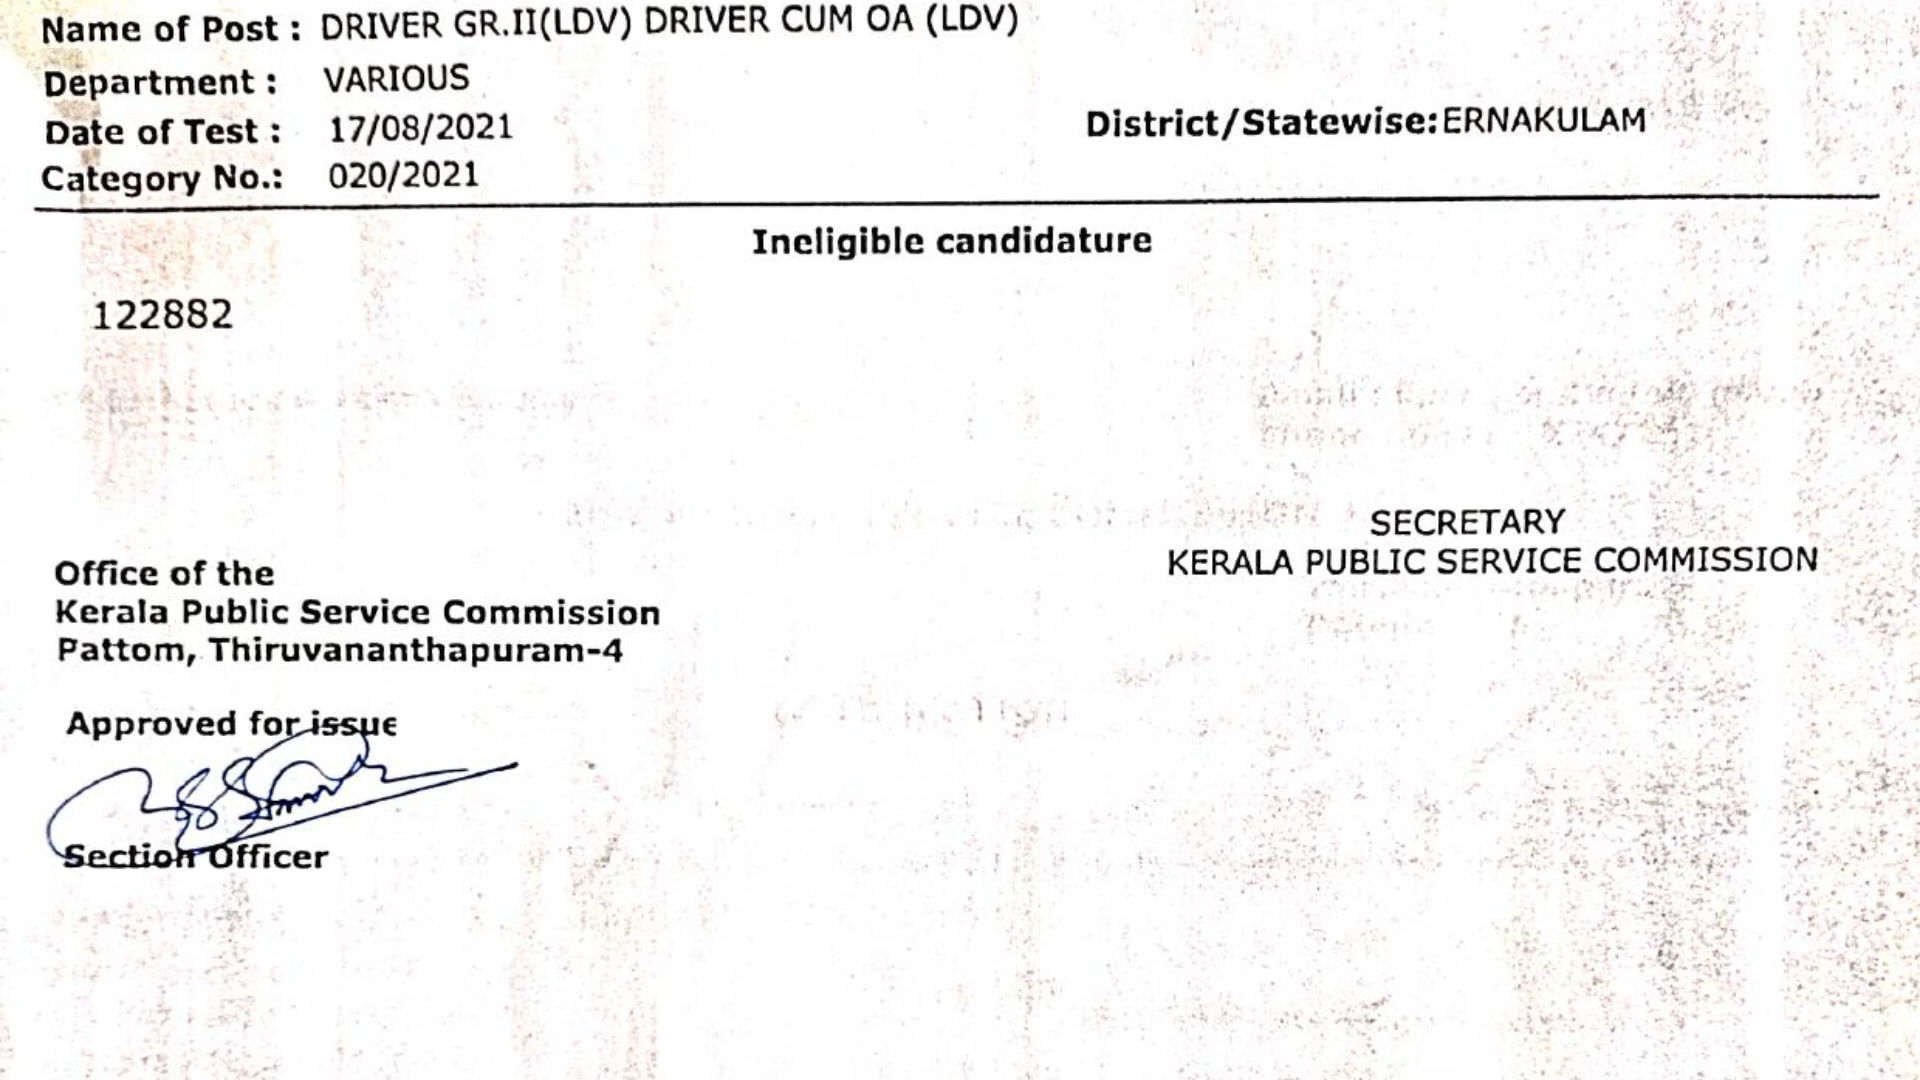 Name of Post : DRIVER GR.II(LDV) DRIVER CUM OA (LDV)
Department : VARIOUS
Date of Test : 17/08/2021
District/Statewise:ERNAKULAM
Category No.: 020/2021
Ineligible candidature
122882
SECRETARY
KERALA PUBLIC SERVICE COMMISSION
Office of the
Kerala Public Service Commission
Pattom, Thiruvananthapuram-4
Approved for issue
Section Officer